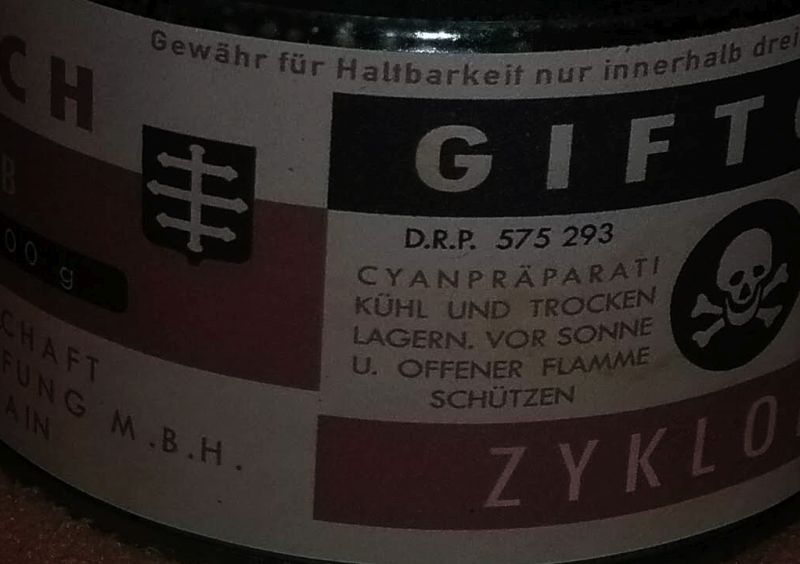 Gewähr für Haltbarkeit nur innerhalb drei
CH
B
00 g
CHAFT
FUNG M.B.H.
AIN
GIFT
D.R.P. 575 293
CYANPRÄPARAT!
KÜHL UND TROCKEN
LAGERN. VOR SONNE
U. OFFENER FLAMME
SCHÜTZEN
ZYKLO